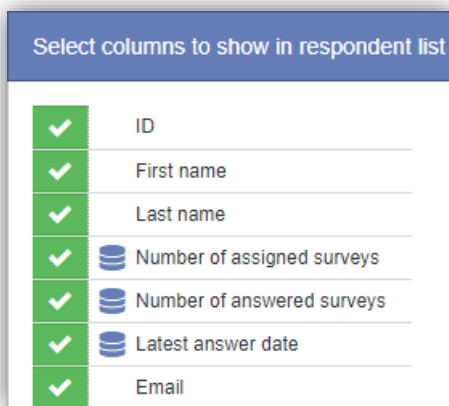 Select columns to show in respondent list
ID
First name
Last name
Number of assigned surveys
Number of answered surveys
Latest answer date
Email